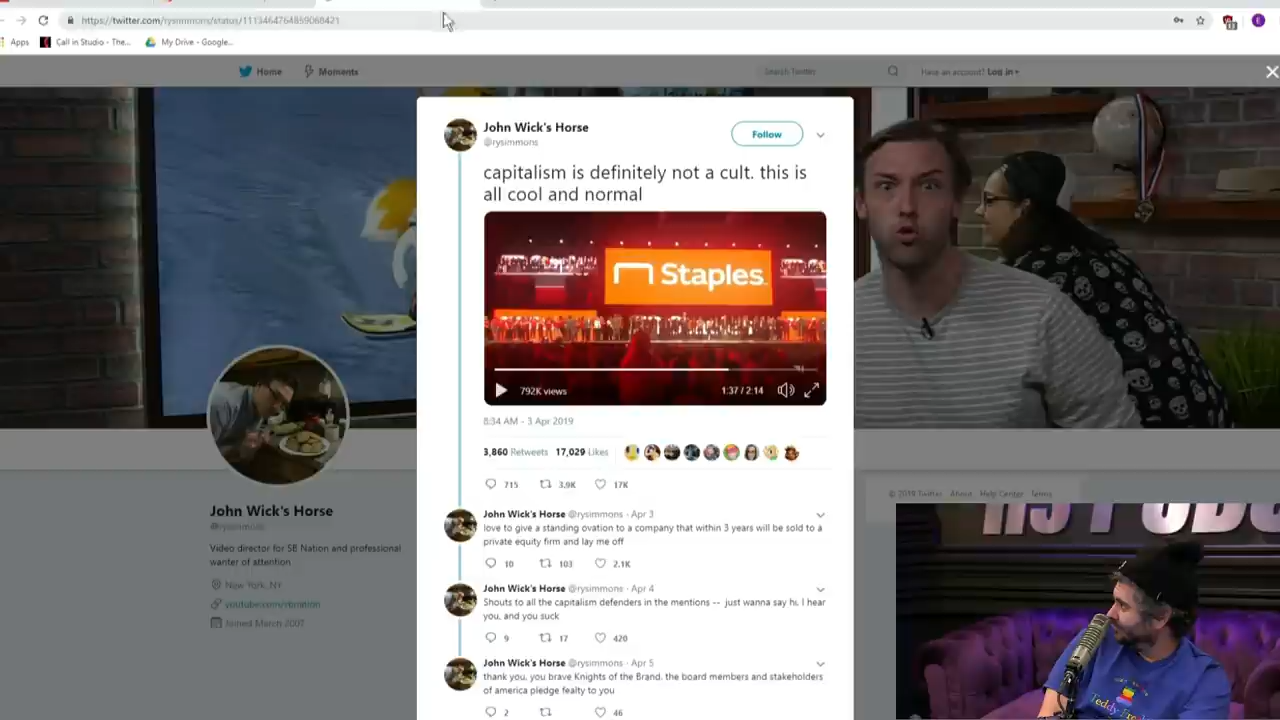 https://twitter.com/rysimmons/status/1113464764859068421
Apps
Call in Studio - The...
My Drive - Google...
Home
Moments
Search Twitter
Have an account? Log in
John Wick's Horse
@rysimmons
Follow
capitalism is definitely not a cult. this is
all cool and normal
Staples
792K views
1:37 / 2:14
8:34 AM - 3 Apr 2019
3,860 Retweets 17,029 Likes
715 3.9K 17K
John Wick's Horse @rysimmons · Apr 3
love to give a standing ovation to a company that within 3 years will be sold to a
private equity firm and lay me off
10 103 2.1K
John Wick's Horse @rysimmons · Apr 4
Shouts to all the capitalism defenders in the mentions -- just wanna say hi, I hear
you, and you suck
9 17 420
John Wick's Horse @rysimmons · Apr 5
thank you, you brave Knights of the Brand. the board members and stakeholders
of america pledge fealty to you
2 46
John Wick's Horse
@rysimmons
Video director for SB Nation and professional
wanter of attention
New York, NY
Joined March 2007
© 2019 Twitter About Help Center Terms
H3 PODC